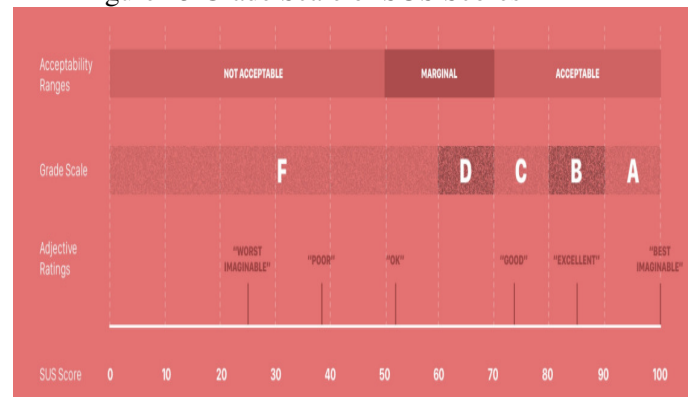 Acceptability
Ranges
NOT ACCEPTABLE
MARGINAL
ACCEPTABLE
Grade Scale
F
D
C
B
A
Adjective
Ratings
"WORST
IMAGINABLE"
"POOR"
"OK"
"GOOD"
"EXCELLENT"
"BEST
IMAGINABLE"
SUS Score 0 10 20 30 40 50 60 70 80 90 100